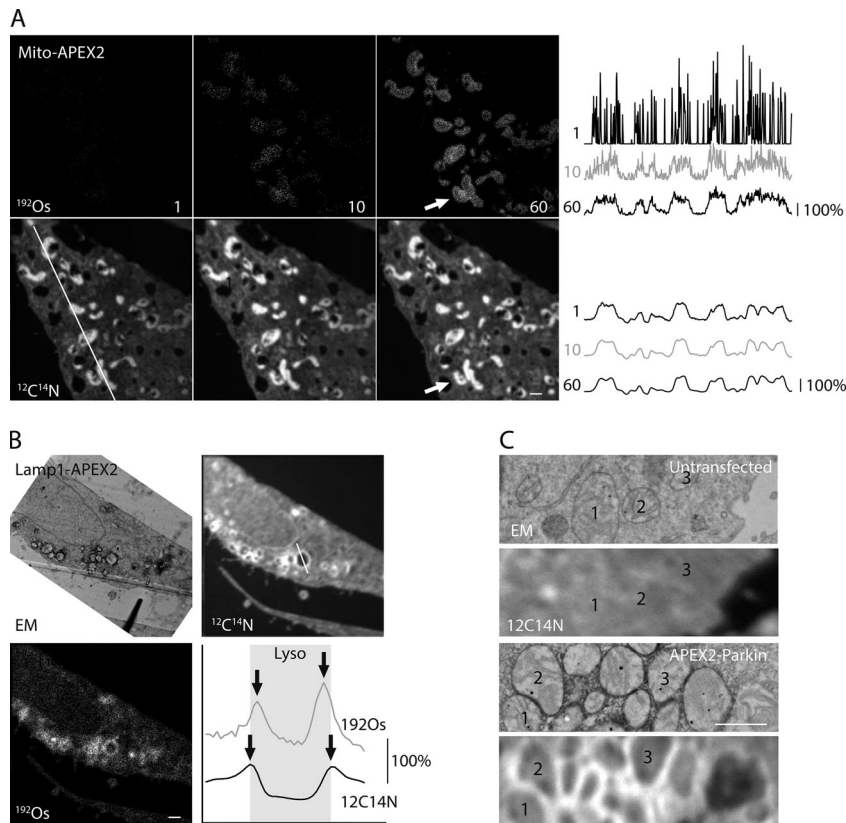 A
Mito-APEX2
¹⁹²Os
1
10
60
1
10
60
100%
¹²C¹⁴N
1
1
10
60
100%
B
Lamp1-APEX2
EM
¹²C¹⁴N
¹⁹²Os
Lyso
192Os
100%
12C14N
C
Untransfected
3
1
2
EM
3
1
2
12C14N
APEX2-Parkin
2
3
1
2
3
1